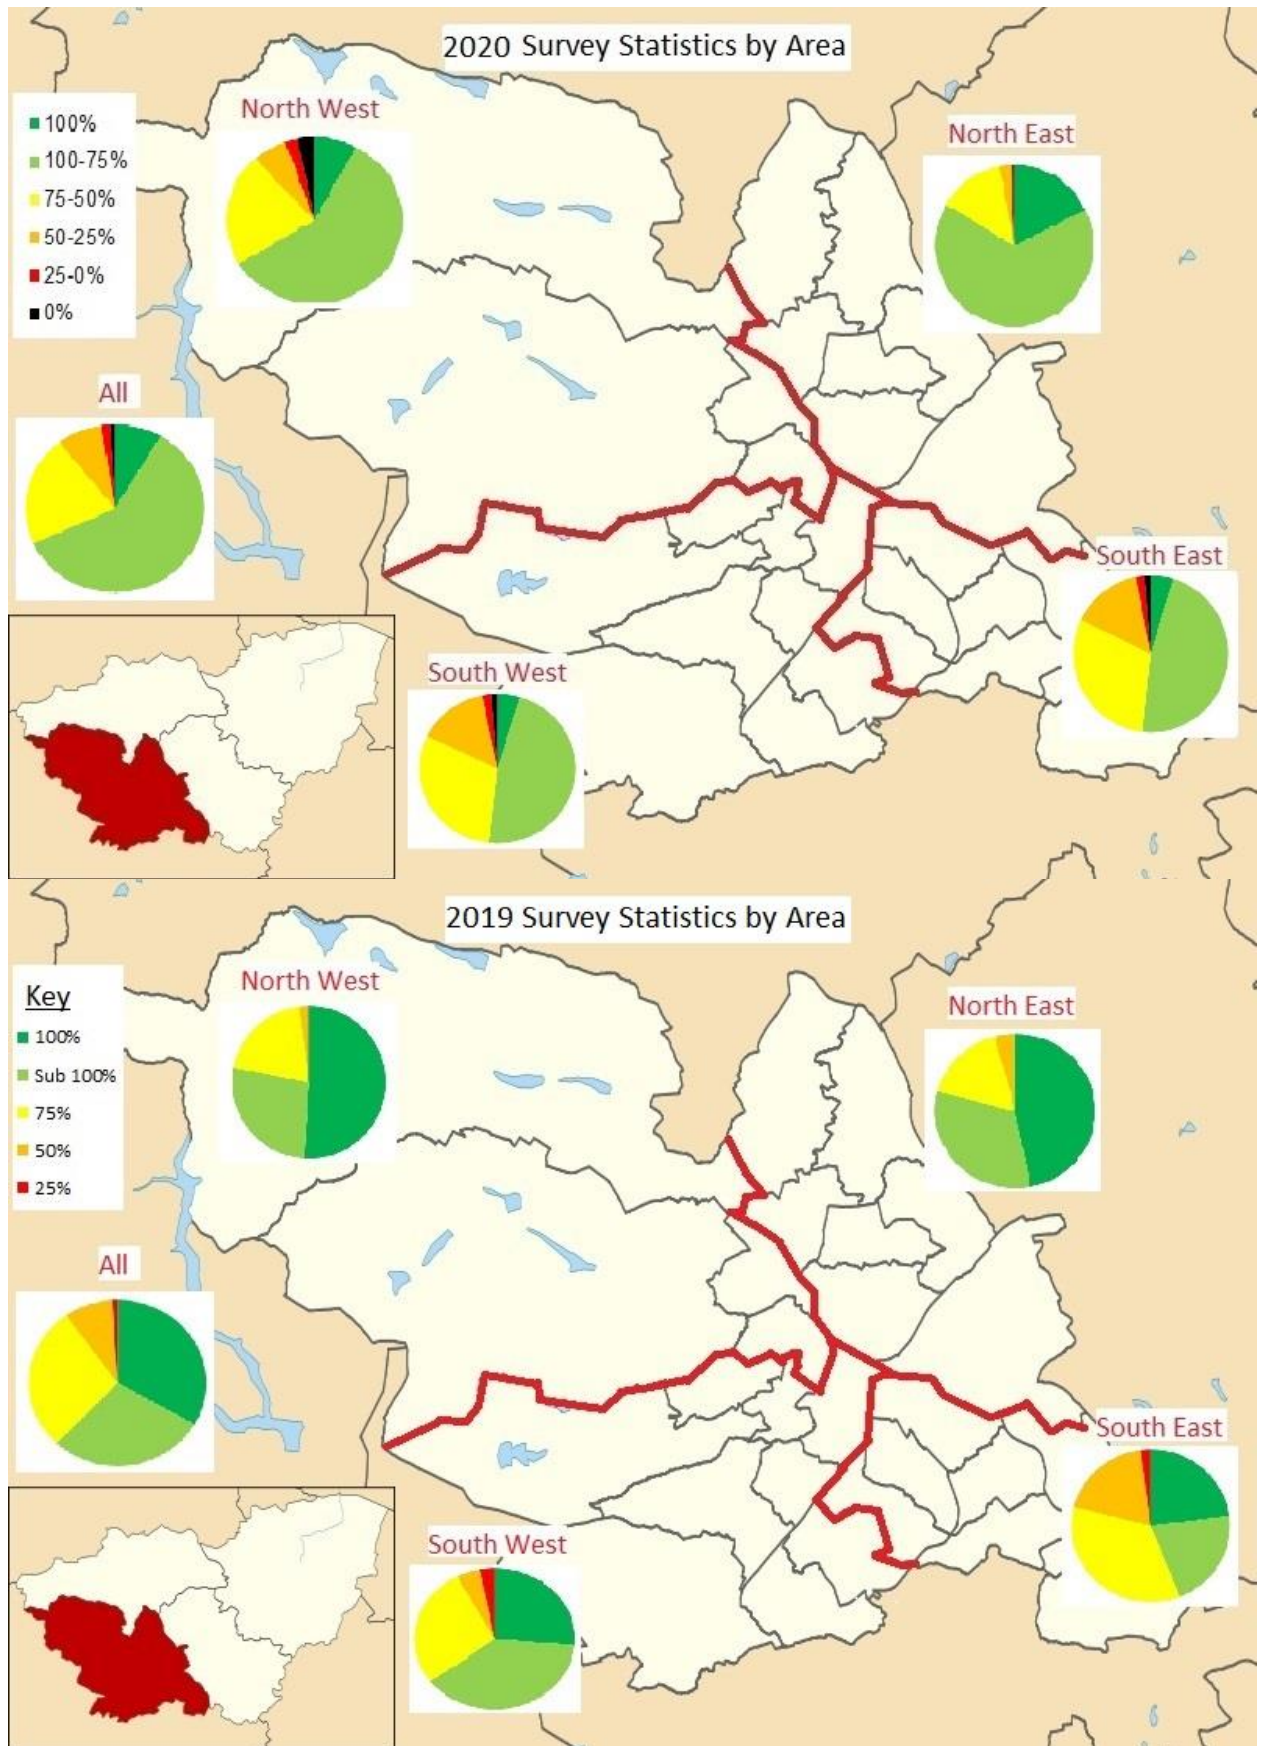 2020 Survey Statistics by Area
North West
North East
100%
100-75%
75-50%
50-25%
25-0%
0%
All
South East
South West
2019 Survey Statistics by Area
North West
North East
Key
100%
Sub 100%
75%
50%
25%
All
South East
South West